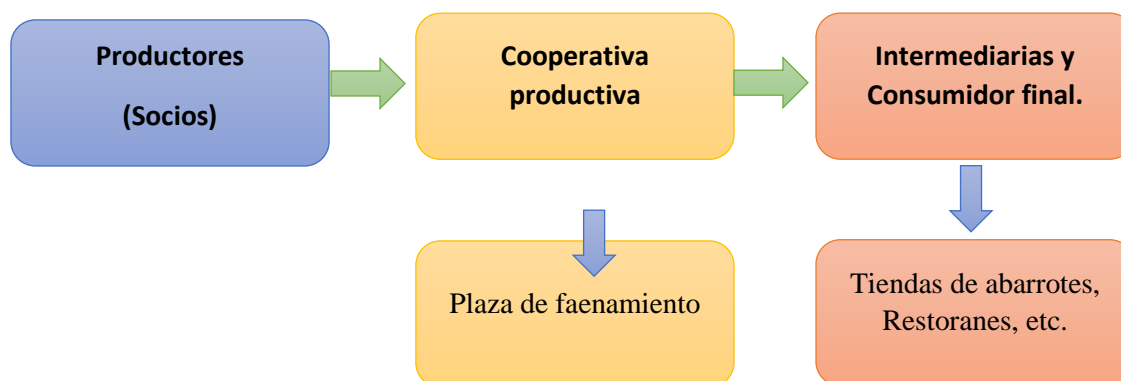 Productores
(Socios)
Cooperativa
productiva
Intermediarias y
Consumidor final.
Plaza de faenamiento
Tiendas de abarrotes,
Restoranes, etc.